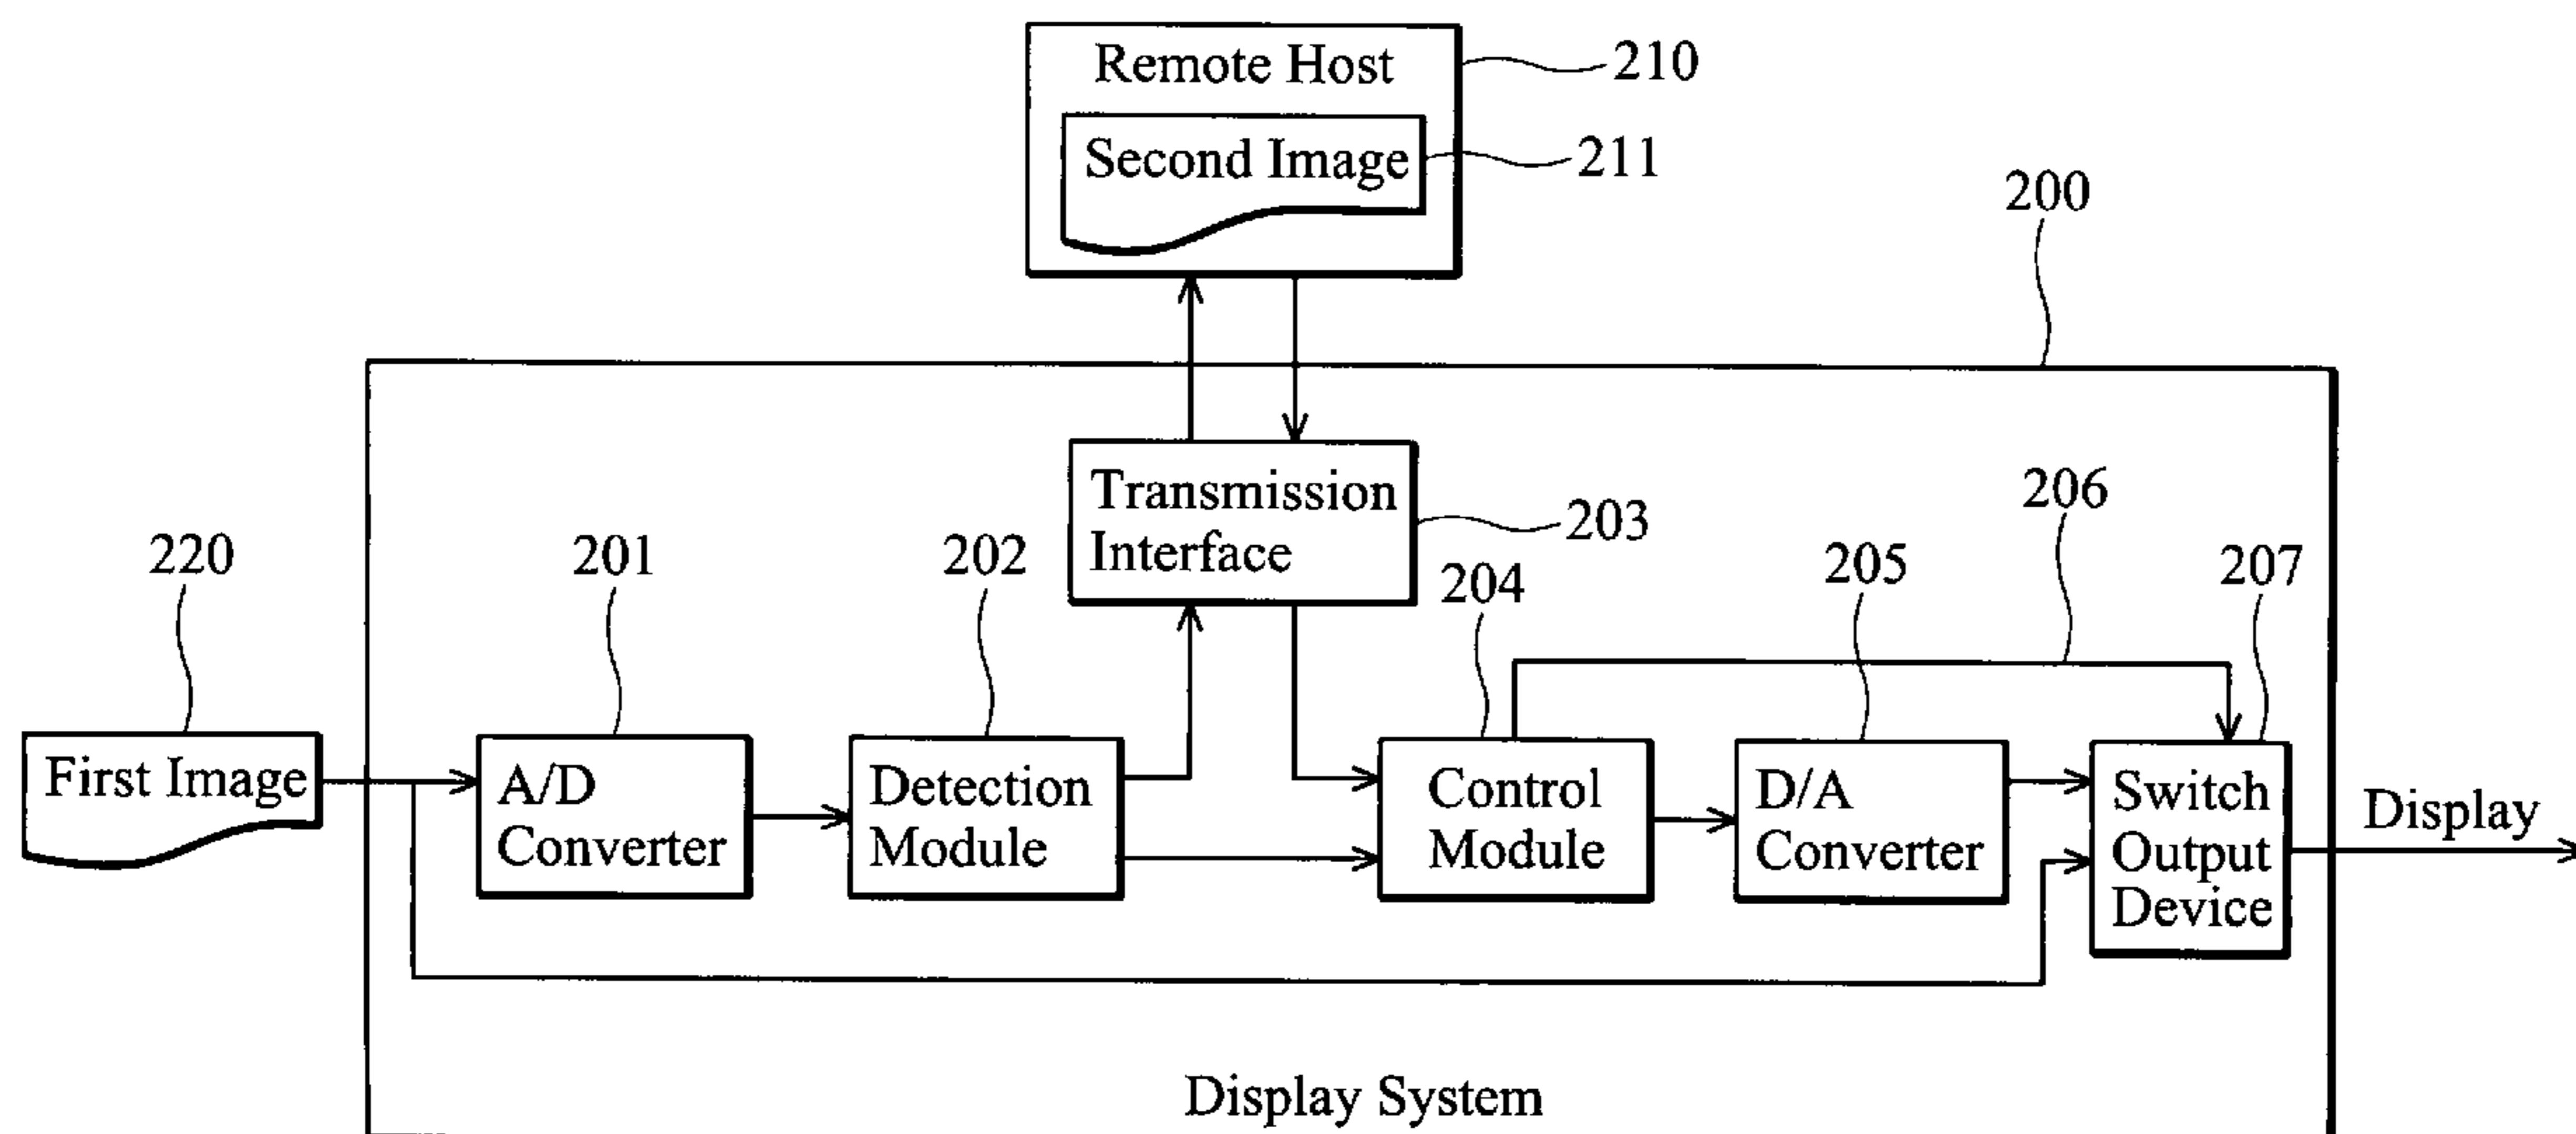 Remote Host
210
Second Image
211
200
Transmission
Interface
203
206
220
201
202
204
205
207
First Image
A/D
Converter
Detection
Module
Control
Module
D/A
Converter
Switch
Output
Device
Display
Display System